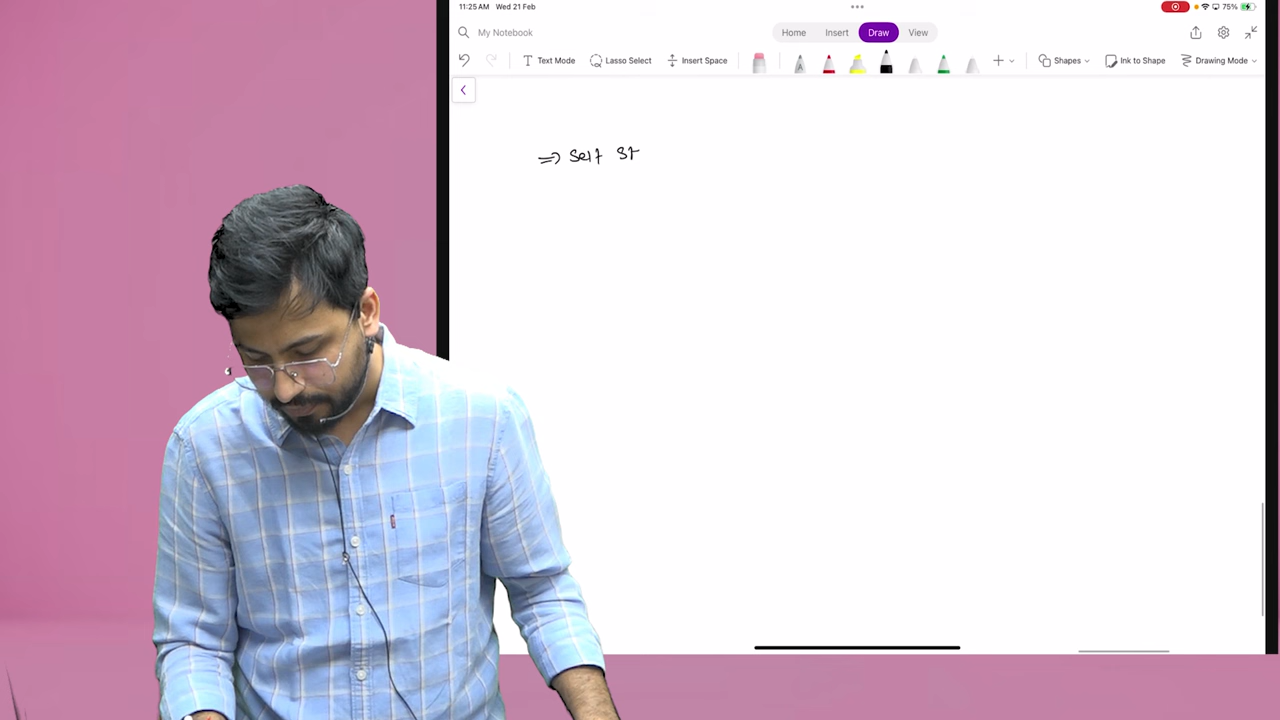 11:25 AM Wed 21 Feb
75%
My Notebook
Home Insert Draw View
Text Mode Lasso Select Insert Space Shapes Ink to Shape Drawing Mode
⇒ Self St